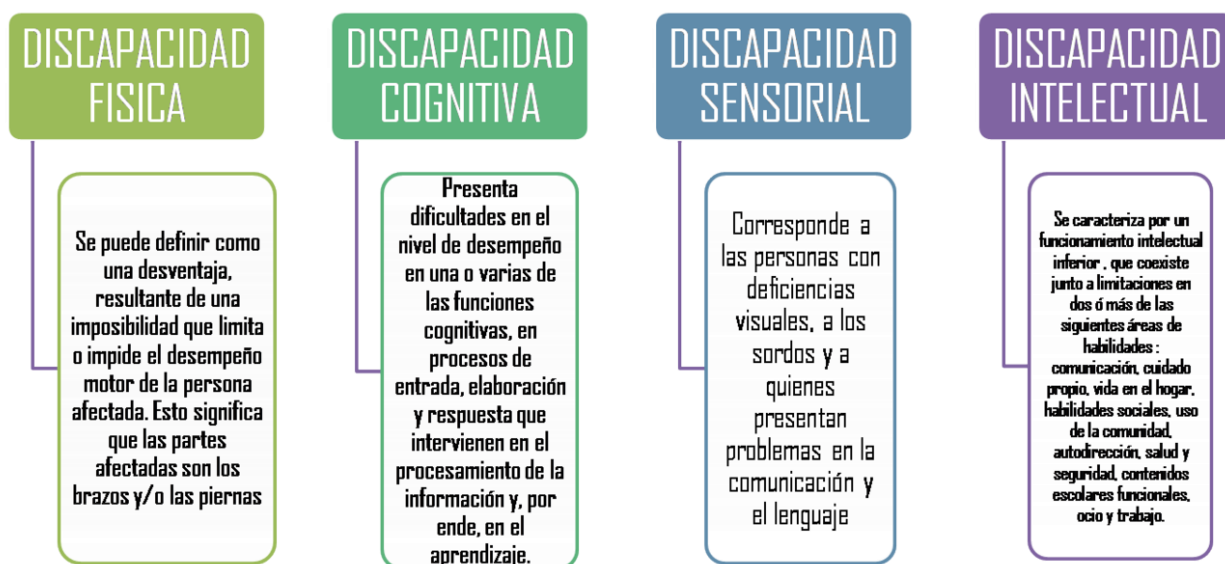 DISCAPACIDAD
FISICA
Se puede definir como
una desventaja,
resultante de una
imposibilidad que limita
o impide el desempeño
motor de la persona
afectada. Esto significa
que las partes
afectadas son los
brazos y/o las piernas
DISCAPACIDAD
COGNITIVA
Presenta
dificultades en el
nivel de desempeño
en una o varias de
las funciones
cognitivas, en
procesos de
entrada, elaboración
y respuesta que
intervienen en el
procesamiento de la
información y, por
ende, en el
aprendizaje.
DISCAPACIDAD
SENSORIAL
Corresponde a
las personas con
deficiencias
visuales, a los
sordos y a
quienes
presentan
problemas en la
comunicación y
el lenguaje
DISCAPACIDAD
INTELECTUAL
Se caracteriza por un
funcionamiento intelectual
inferior , que coexiste
junto a limitaciones en
dos ó más de las
siguientes áreas de
habilidades :
comunicación, cuidado
propio, vida en el hogar,
habilidades sociales, uso
de la comunidad,
autodirección, salud y
seguridad, contenidos
escolares funcionales,
ocio y trabajo.